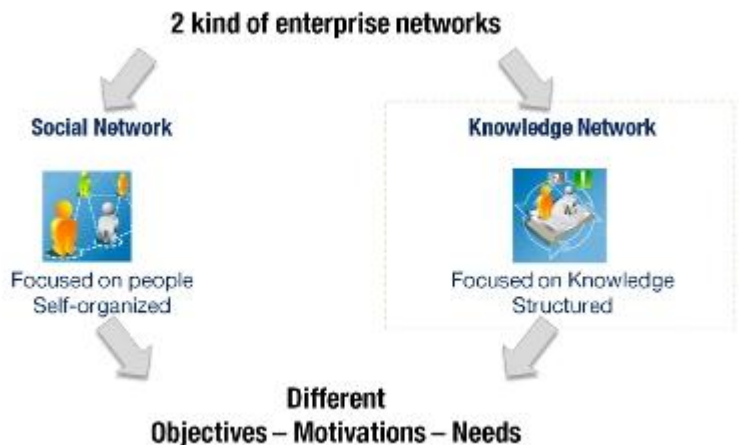 2 kind of enterprise networks
Social Network
Knowledge Network
Focused on people
Self-organized
Focused on Knowledge
Structured
Different
Objectives – Motivations – Needs